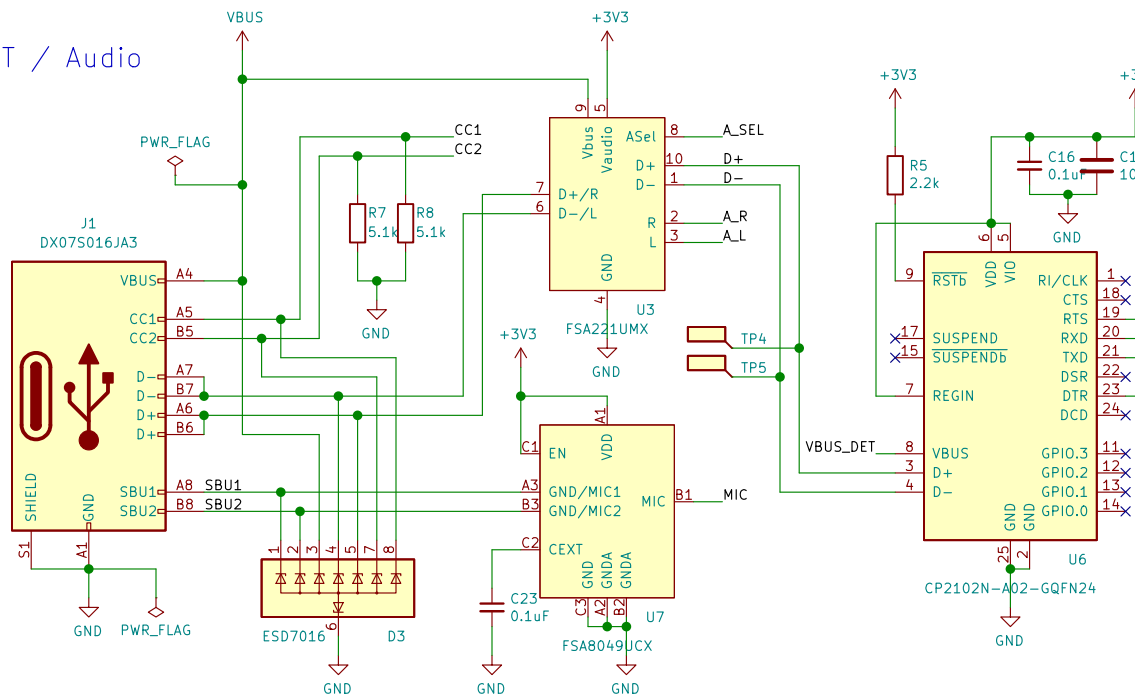 VBUS
+3V3
T / Audio
+3V3
+3
9
5
Vbus
Vaudio
ASel
8
A_SEL
CC1
CC2
PWR_FLAG
D+
10
D+
D-
1
D-
R5
2.2k
C16
0.1uF
C1
10
7
D+/R
6
D-/L
R7
5.1k
R8
5.1k
R
2
A_R
L
3
A_L
J1
DX07S016JA3
GND
6
5
GND
4
U3
FSA221UMX
GND
VBUS
A4
CC1
A5
CC2
B5
D-
A7
D-
B7
D+
A6
D+
B6
SBU1
A8
SBU1
SBU2
B8
SBU2
SHIELD
GND
S1
A1
GND
PWR_FLAG
GND
+3V3
TP4
TP5
VDD
VIO
9
RSTb
RI/CLK
1
CTS
18
RTS
19
17
SUSPEND
RXD
20
15
SUSPENDb
TXD
21
DSR
22
7
REGIN
DTR
23
DCD
24
VBUS_DET
8
VBUS
GPIO.3
11
3
D+
GPIO.2
12
4
D-
GPIO.1
13
GPIO.0
14
GND
GND
25
2
U6
CP2102N-A02-GQFN24
GND
A1
VDD
C1
EN
A3
GND/MIC1
B3
GND/MIC2
MIC
B1
MIC
C2
CEXT
GND
GNDA
GNDA
C3
A2
B2
U7
FSA8049UCX
GND
C23
0.1uF
GND
1
2
3
4
5
7
8
6
ESD7016
D3
GND